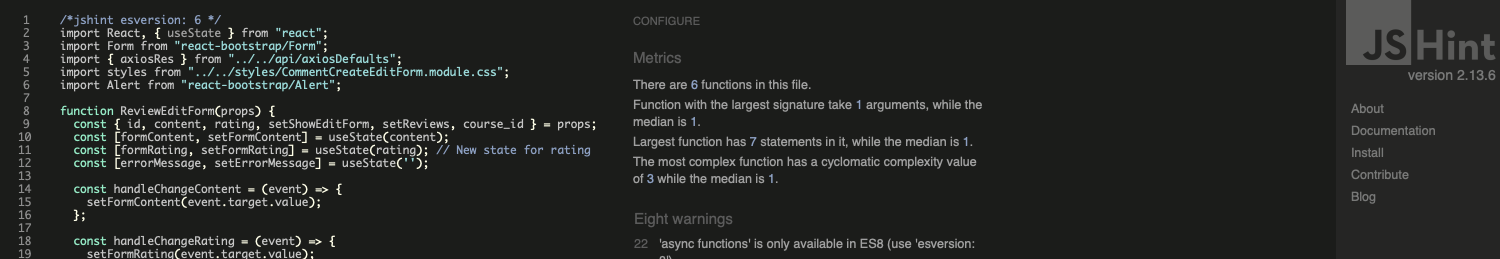 1 /*jshint esversion: 6 */
2 import React, { useState } from "react";
3 import Form from "react-bootstrap/Form";
4 import { axiosRes } from "../../api/axiosDefaults";
5 import styles from "../../styles/CommentCreateEditForm.module.css";
6 import Alert from "react-bootstrap/Alert";
7
8 function ReviewEditForm(props) {
9 const { id, content, rating, setShowEditForm, setReviews, course_id } = props;
10 const [formContent, setFormContent] = useState(content);
11 const [formRating, setFormRating] = useState(rating); // New state for rating
12 const [errorMessage, setErrorMessage] = useState('');
13
14 const handleChangeContent = (event) => {
15 setFormContent(event.target.value);
16 };
17
18 const handleChangeRating = (event) => {
19 setFormRating(event.target.value);
CONFIGURE
Metrics
There are 6 functions in this file.
Function with the largest signature take 1 arguments, while the
median is 1.
Largest function has 7 statements in it, while the median is 1.
The most complex function has a cyclomatic complexity value
of 3 while the median is 1.
Eight warnings
22 'async functions' is only available in ES8 (use 'esversion:
8')
JSHint
version 2.13.6
About
Documentation
Install
Contribute
Blog